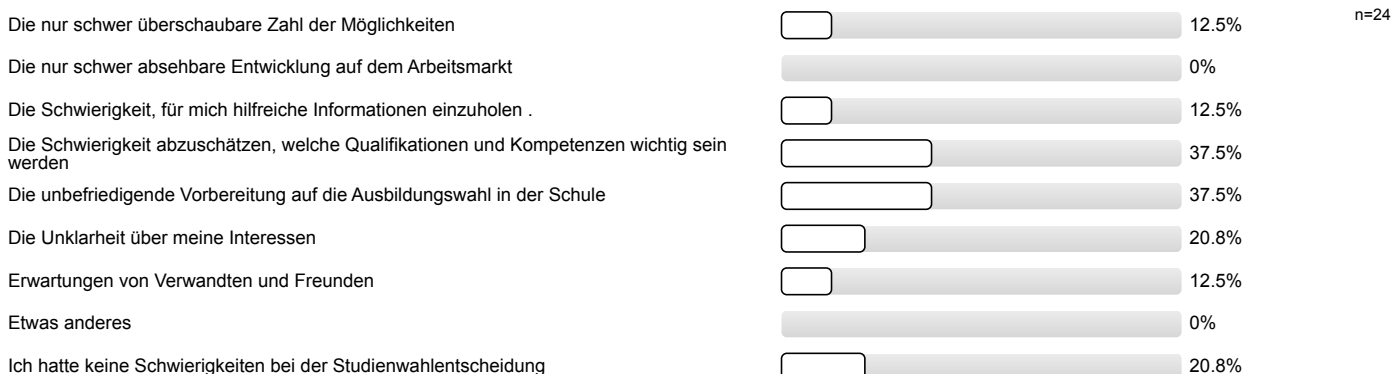 Die nur schwer überschaubare Zahl der Möglichkeiten 12.5% n=24
Die nur schwer absehbare Entwicklung auf dem Arbeitsmarkt 0%
Die Schwierigkeit, für mich hilfreiche Informationen einzuholen . 12.5%
Die Schwierigkeit abzuschätzen, welche Qualifikationen und Kompetenzen wichtig sein
werden 37.5%
Die unbefriedigende Vorbereitung auf die Ausbildungswahl in der Schule 37.5%
Die Unklarheit über meine Interessen 20.8%
Erwartungen von Verwandten und Freunden 12.5%
Etwas anderes 0%
Ich hatte keine Schwierigkeiten bei der Studienwahlentscheidung 20.8%